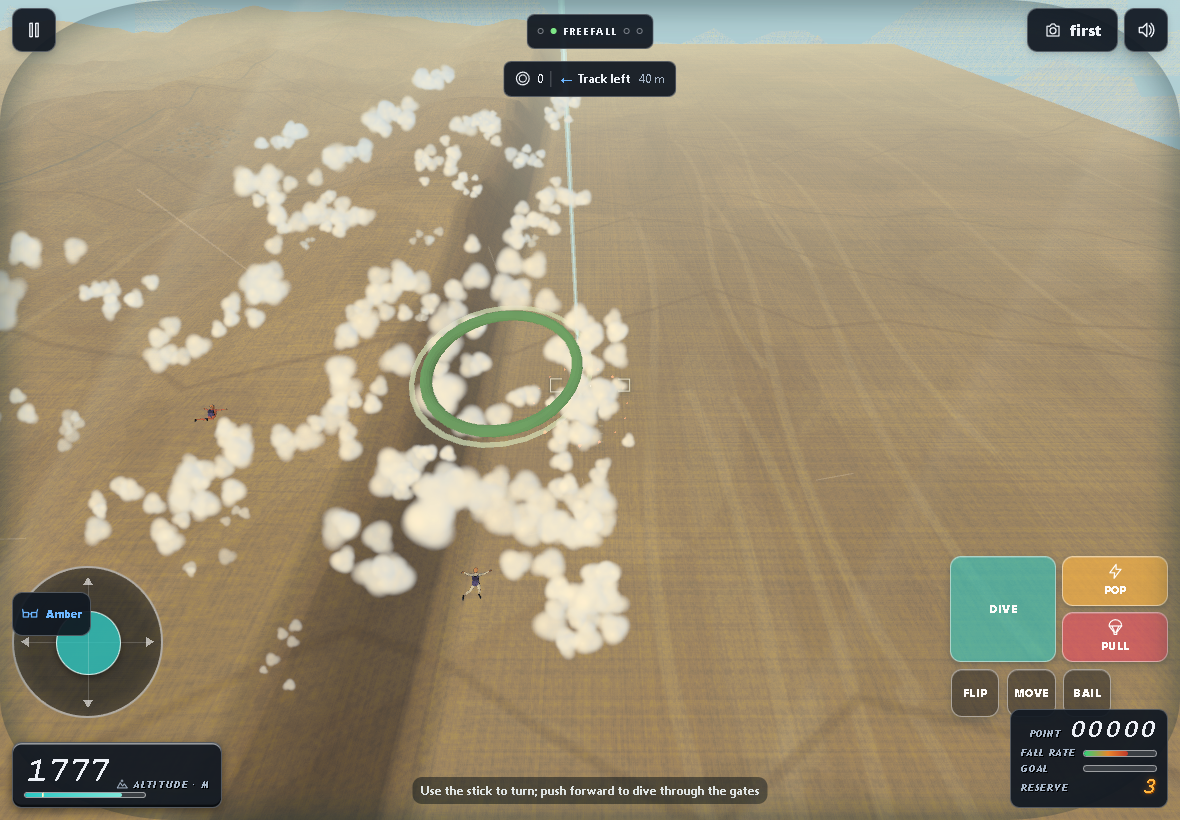 FREEFALL
first
0
← Track left 40 m
DIVE
POP
PULL
Amber
FLIP
MOVE
BAIL
1777
ALTITUDE · M
POINT 00000
FALL RATE
GOAL
RESERVE 3
Use the stick to turn; push forward to dive through the gates